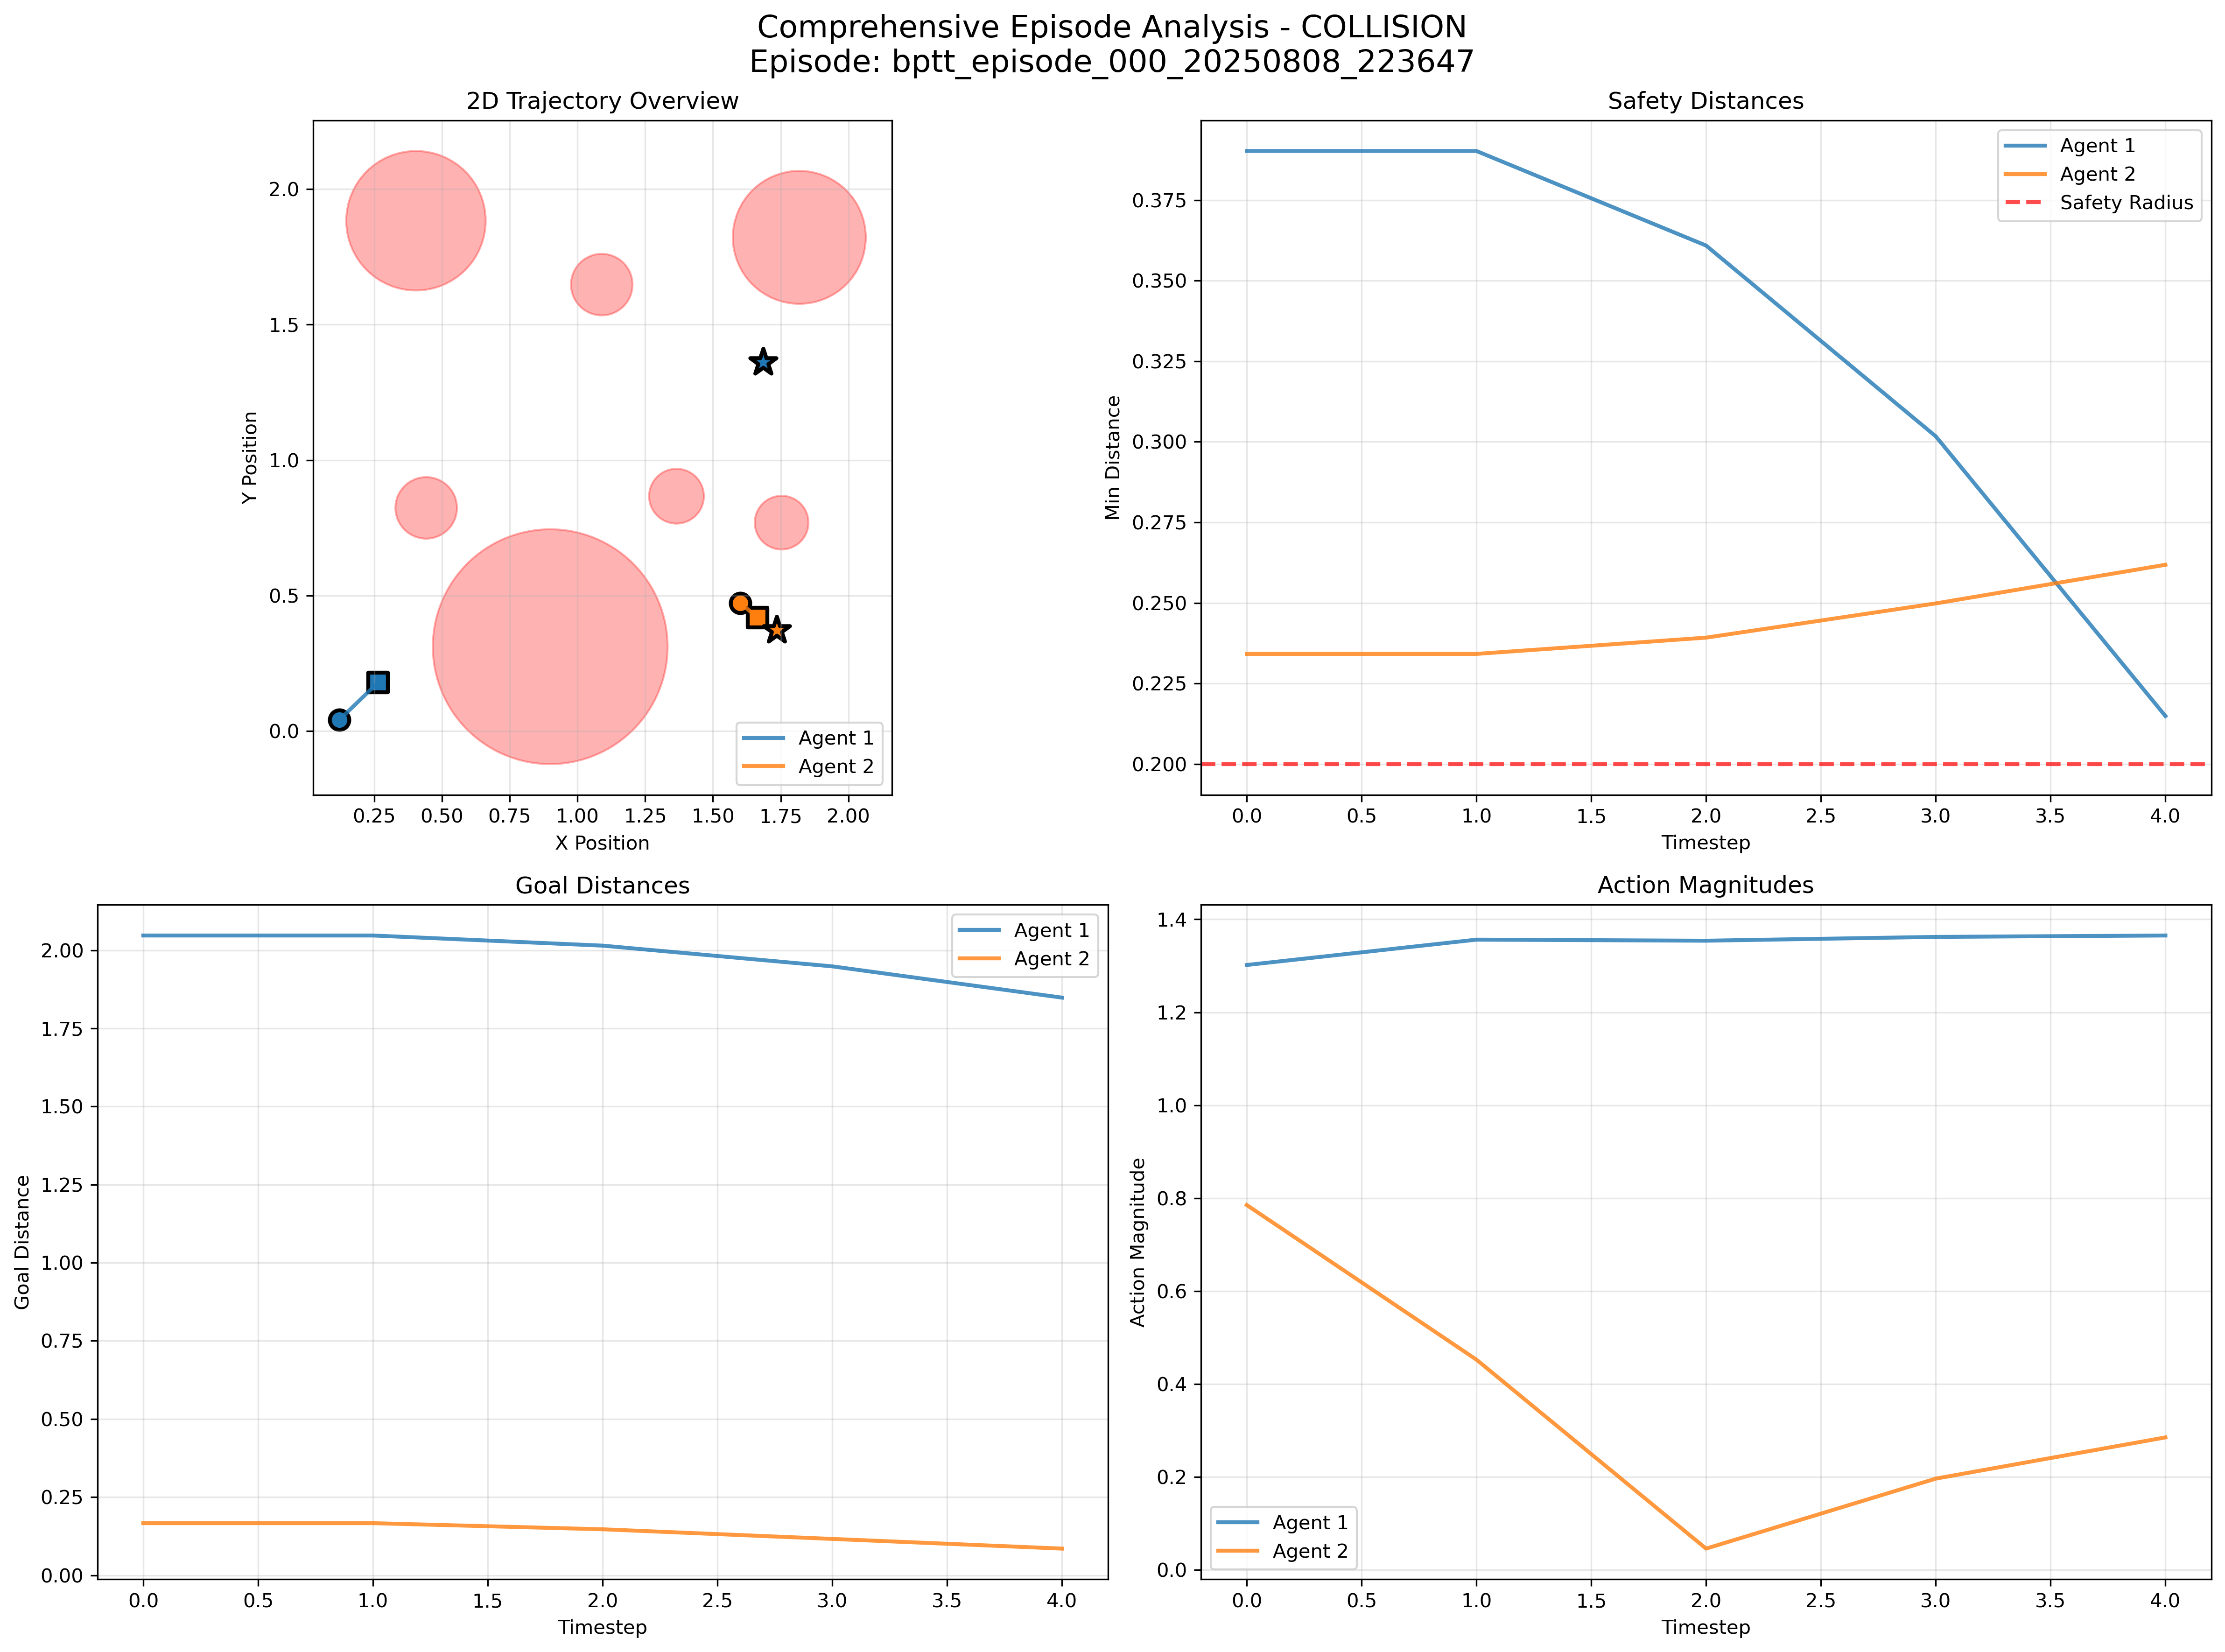 Comprehensive Episode Analysis - COLLISION
Episode: bptt_episode_000_20250808_223647
2D Trajectory Overview
Y Position
2.0
1.5
1.0
0.5
0.0
Agent 1
Agent 2
0.25 0.50 0.75 1.00 1.25 1.50 1.75 2.00
X Position
Safety Distances
Min Distance
0.375
0.350
0.325
0.300
0.275
0.250
0.225
0.200
Agent 1
Agent 2
Safety Radius
0.0 0.5 1.0 1.5 2.0 2.5 3.0 3.5 4.0
Timestep
Goal Distances
Goal Distance
2.00
1.75
1.50
1.25
1.00
0.75
0.50
0.25
0.00
Agent 1
Agent 2
0.0 0.5 1.0 1.5 2.0 2.5 3.0 3.5 4.0
Timestep
Action Magnitudes
Action Magnitude
1.4
1.2
1.0
0.8
0.6
0.4
0.2
0.0
Agent 1
Agent 2
0.0 0.5 1.0 1.5 2.0 2.5 3.0 3.5 4.0
Timestep